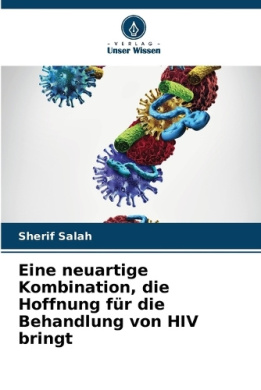 VERLAG
Unser Wissen
Sherif Salah
Eine neuartige
Kombination, die
Hoffnung für die
Behandlung von HIV
bringt